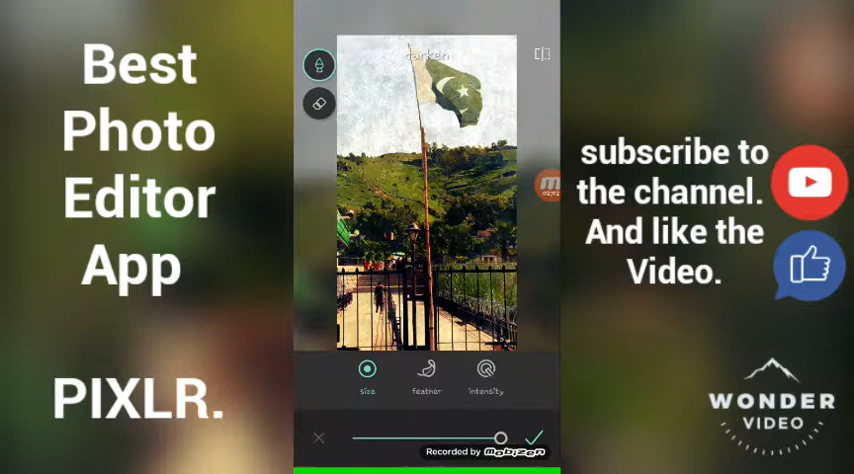 Best
Photo
Editor
App
PIXLR.
darken
size
feather
intensity
Recorded by MOBIZEN
subscribe to
the channel.
And like the
Video.
WONDER
VIDEO